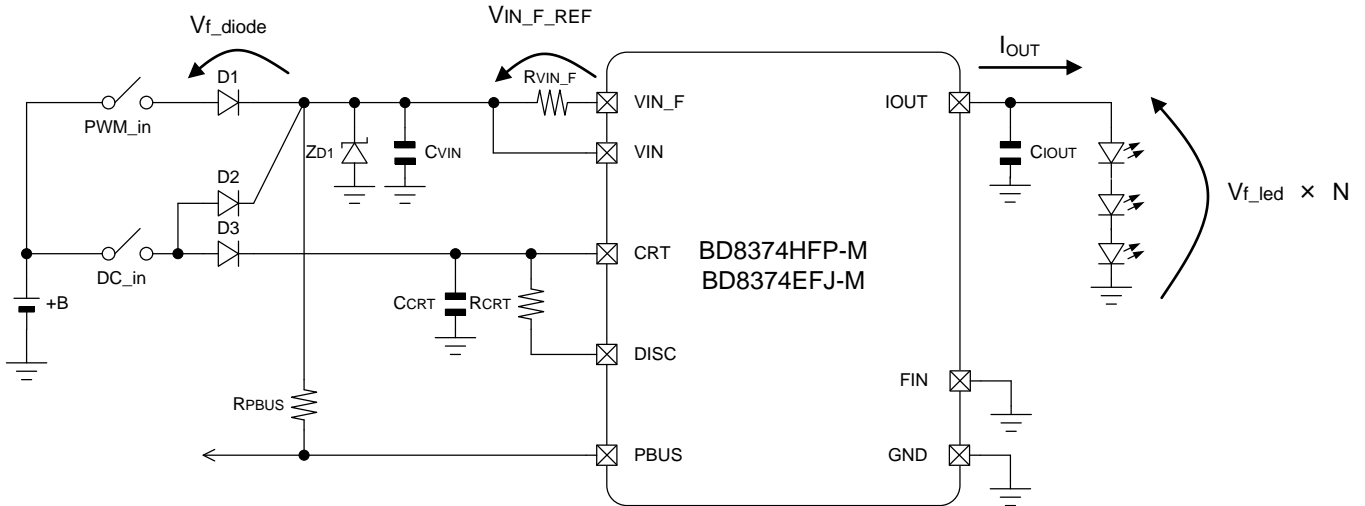 Vf_diode
VIN_F_REF
IOUT
D1
RVIN_F
VIN_F
IOUT
PWM_in
ZD1
CVIN
VIN
CIOUT
D2
Vf_led × N
D3
DC_in
CRT
BD8374HFP-M
BD8374EFJ-M
+B
CCRT
RCRT
DISC
FIN
RPBUS
PBUS
GND